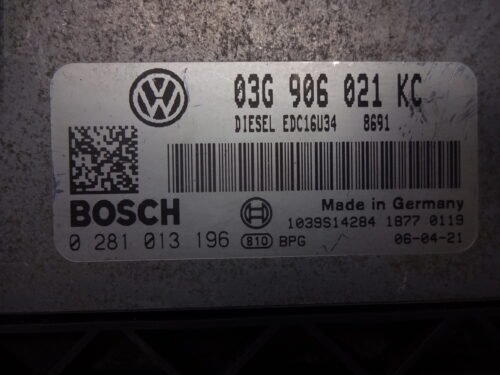 03G 906 021 KC
DIESEL EDC16U34 8691
BOSCH
Made in Germany
1039S14284 1877 0119
0 281 013 196 810 BPG 06-04-21